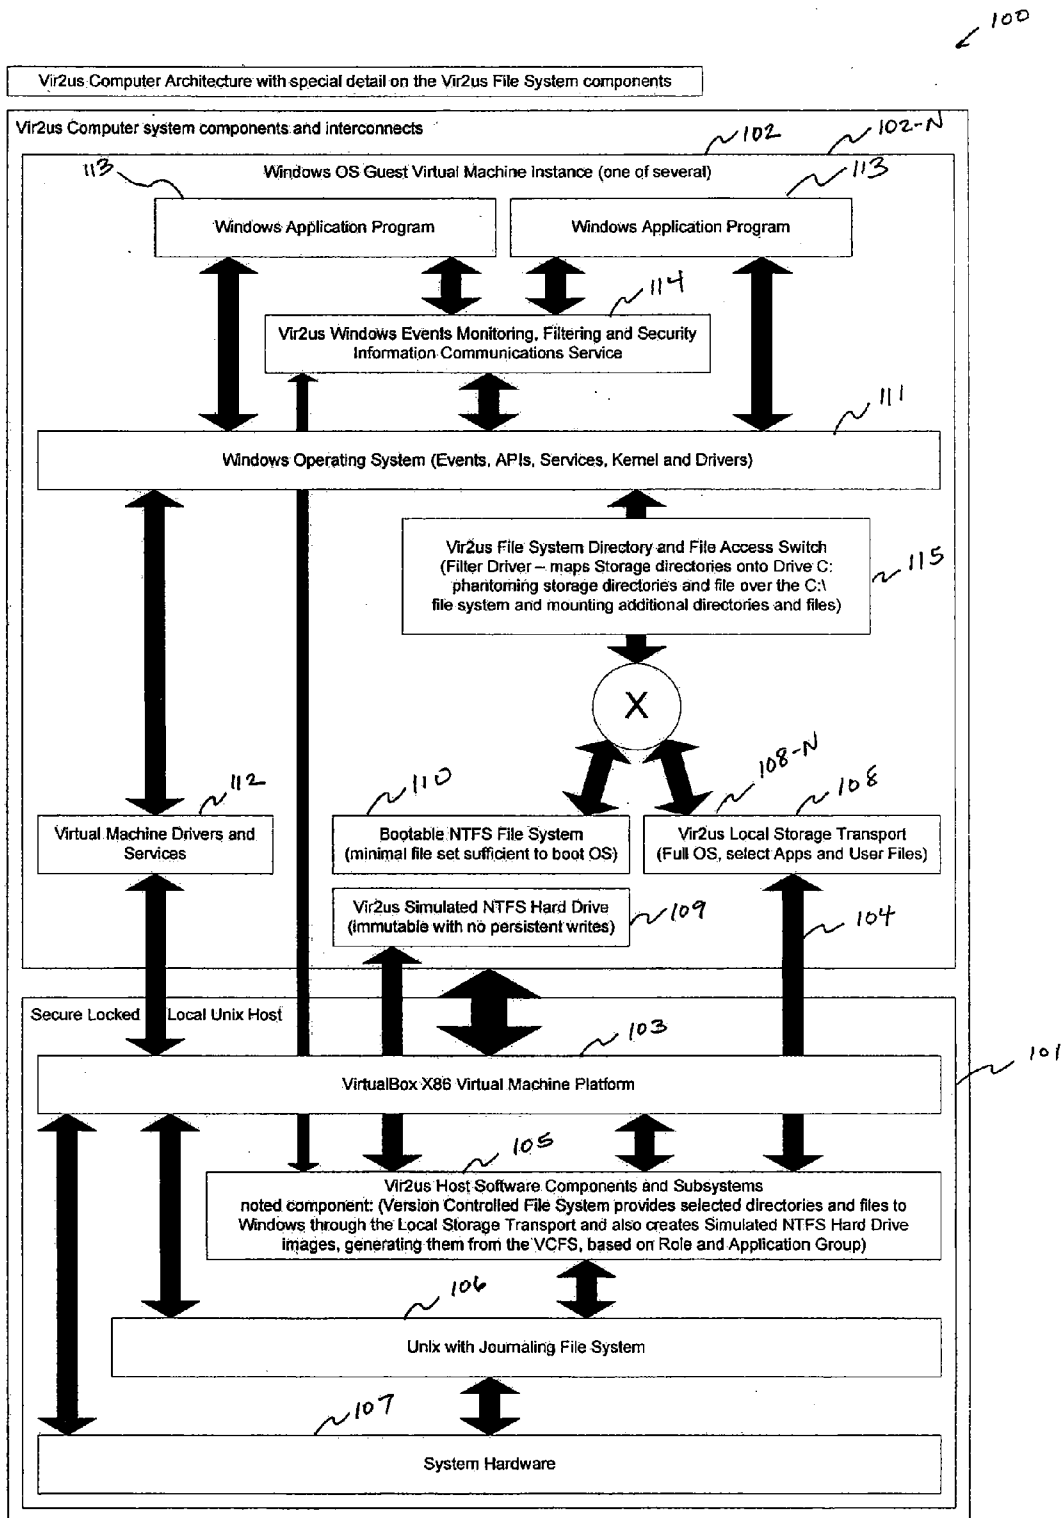 100
Vir2us Computer Architecture with special detail on the Vir2us File System components
Vir2us Computer system components and interconnects
102
102-N
Windows OS Guest Virtual Machine Instance (one of several)
113
113
Windows Application Program
Windows Application Program
114
Vir2us Windows Events Monitoring, Filtering and Security
Information Communications Service
111
Windows Operating System (Events, APIs, Services, Kernel and Drivers)
Vir2us File System Directory and File Access Switch
(Filter Driver – maps Storage directories onto Drive C:
phantoming storage directories and file over the C:\
file system and mounting additional directories and files)
115
X
112
110
108-N
108
Virtual Machine Drivers and
Services
Bootable NTFS File System
(minimal file set sufficient to boot OS)
Vir2us Local Storage Transport
(Full OS, select Apps and User Files)
Vir2us Simulated NTFS Hard Drive
(immutable with no persistent writes)
109
104
Secure Locked Local Unix Host
103
101
VirtualBox X86 Virtual Machine Platform
105
Vir2us Host Software Components and Subsystems
noted component: (Version Controlled File System provides selected directories and files to
Windows through the Local Storage Transport and also creates Simulated NTFS Hard Drive
images, generating them from the VCFS, based on Role and Application Group)
106
Unix with Journaling File System
107
System Hardware